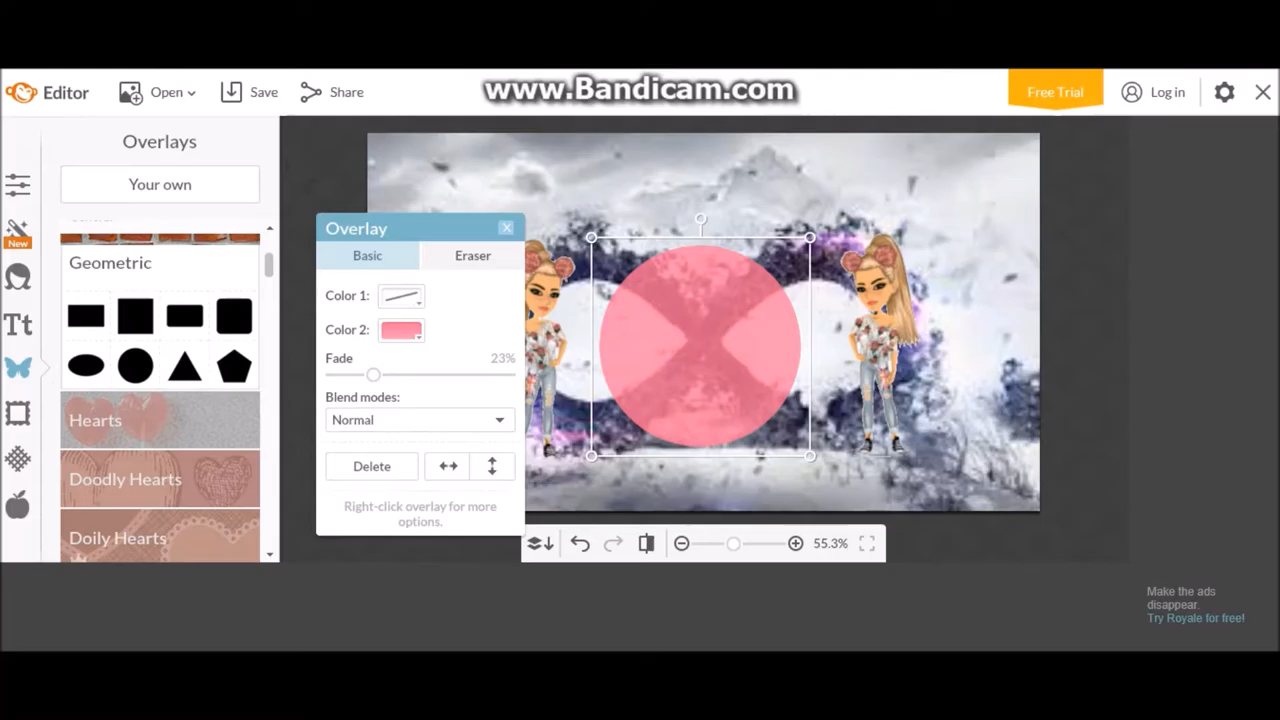 www.Bandicam.com
Editor
Open
Save
Share
Free Trial
Log in
Overlays
Your own
New
Tt
Geometric
Hearts
Doodly Hearts
Doily Hearts
Overlay
Basic
Eraser
Color 1:
Color 2:
Fade
23%
Blend modes:
Normal
Delete
Right-click overlay for more
options.
55.3%
Make the ads
disappear.
Try Royale for free!